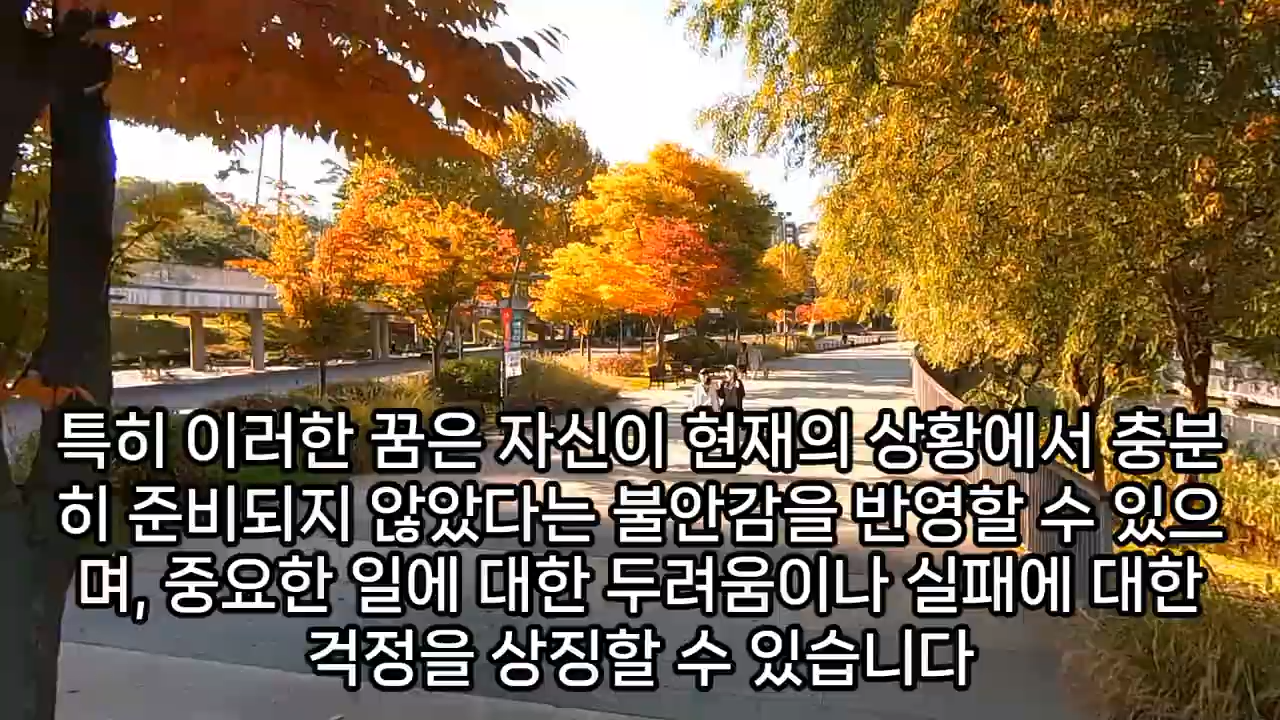 특히 이러한 꿈은 자신이 현재의 상황에서 충분
히 준비되지 않았다는 불안감을 반영할 수 있으
며, 중요한 일에 대한 두려움이나 실패에 대한
걱정을 상징할 수 있습니다